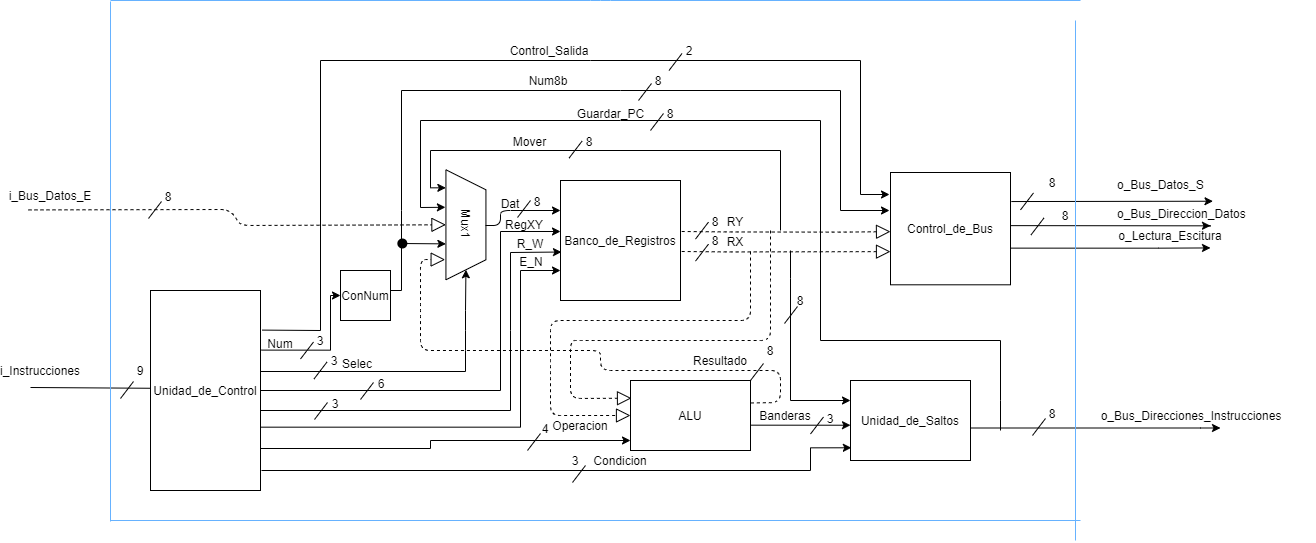 Control_Salida
2
Num8b
8
Guardar_PC
8
Mover
8
i_Bus_Datos_E
8
Mux1
Dat
8
RegXY
R_W
E_N
Banco_de_Registros
8
RY
8
RX
Control_de_Bus
8
o_Bus_Datos_S
8
o_Bus_Direccion_Datos
o_Lectura_Escitura
ConNum
Num
3
3
Selec
i_Instrucciones
9
Unidad_de_Control
6
3
4
Operacion
8
Resultado
8
ALU
Banderas
3
Unidad_de_Saltos
8
o_Bus_Direcciones_Instrucciones
3
Condicion